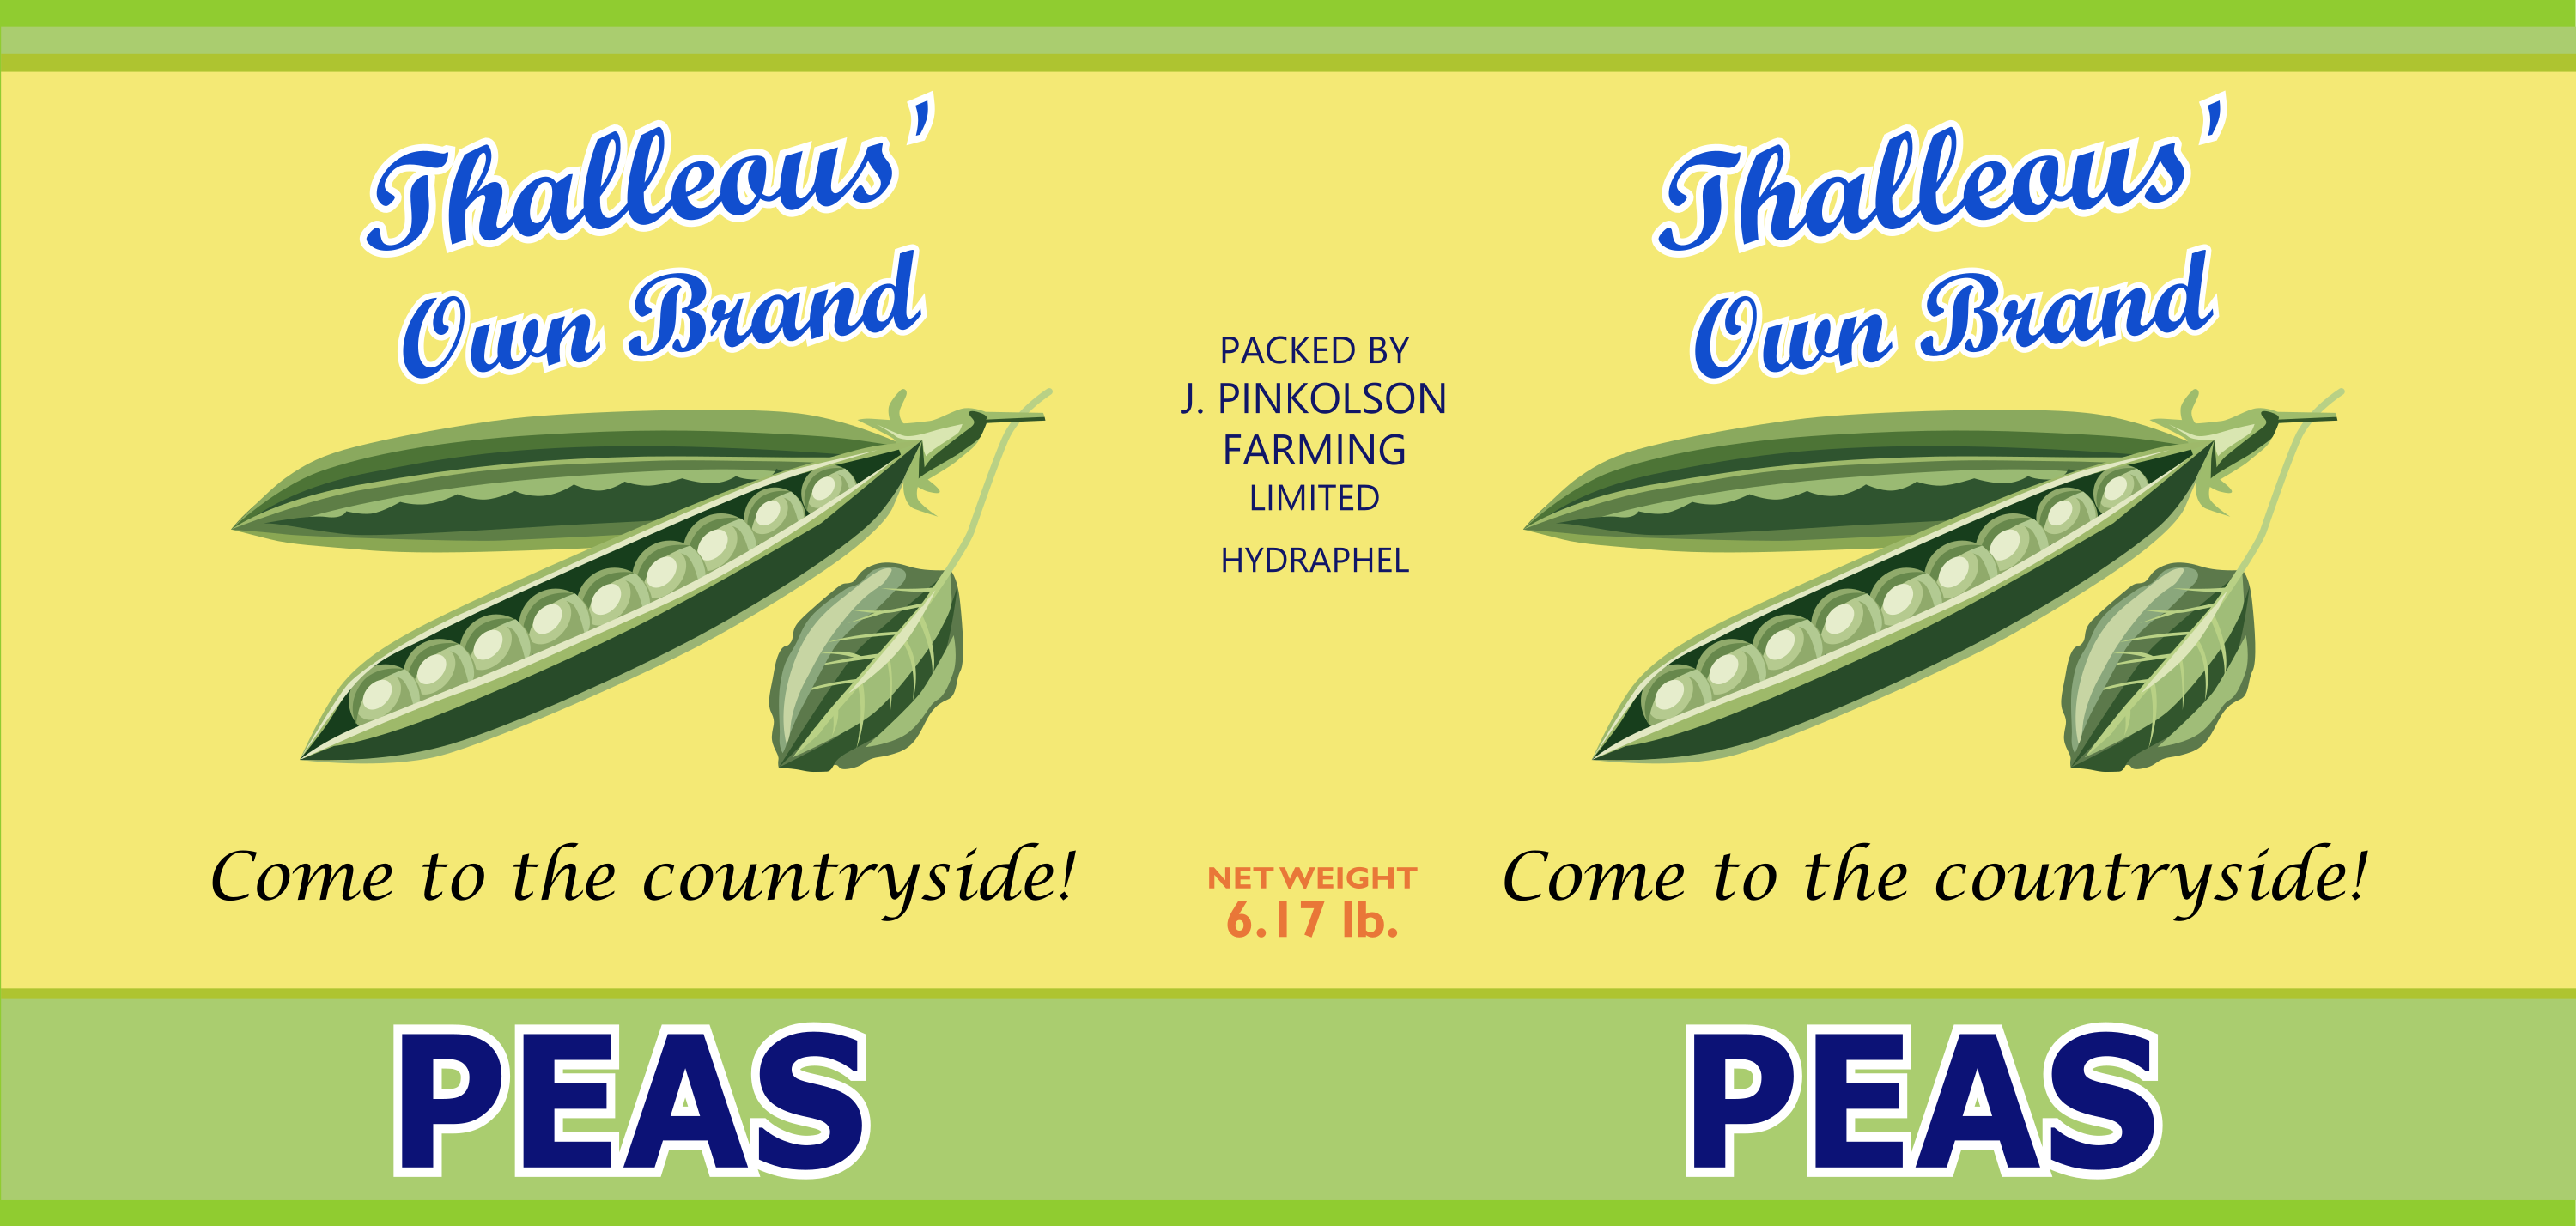 Thalleous'
Own Brand
Come to the countryside!
PEAS
PACKED BY
J. PINKOLSON
FARMING
LIMITED
HYDRAPHEL
NET WEIGHT
6.17 lb.
Thalleous'
Own Brand
Come to the countryside!
PEAS